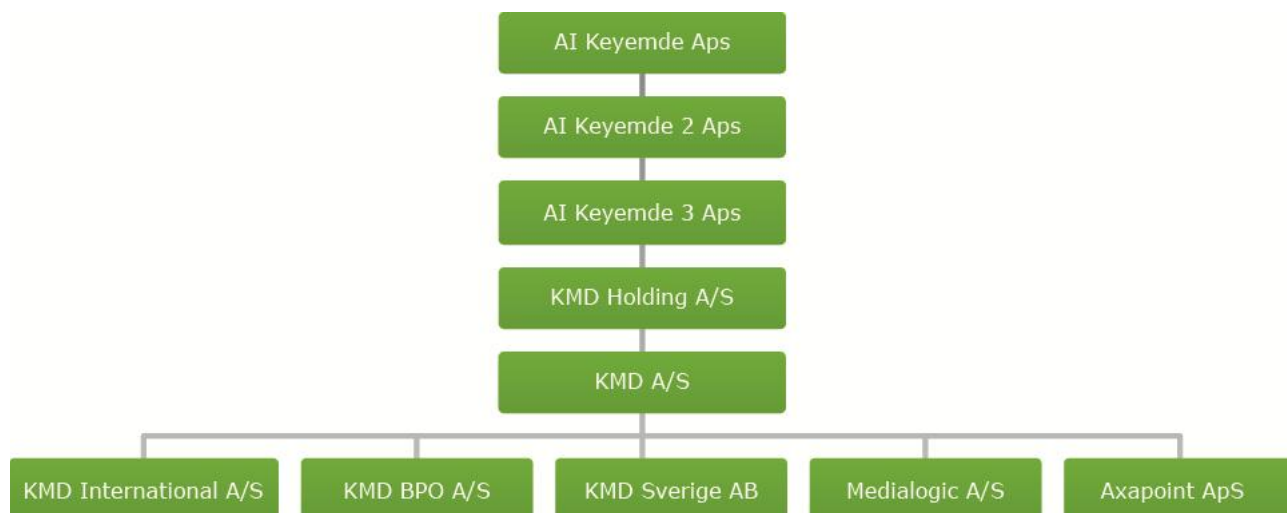 AI Keyemde Aps
AI Keyemde 2 Aps
AI Keyemde 3 Aps
KMD Holding A/S
KMD A/S
KMD International A/S
KMD BPO A/S
KMD Sverige AB
Medialogic A/S
Axapoint ApS